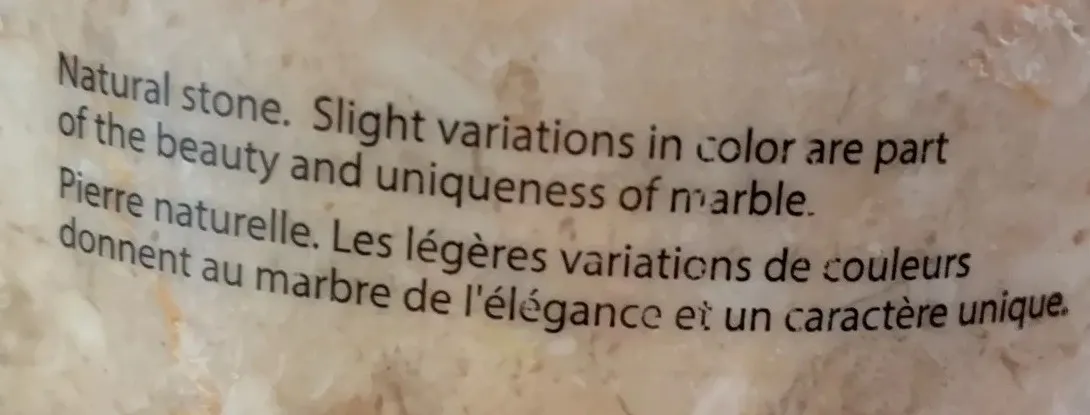 Natural stone. Slight variations in color are part
of the beauty and uniqueness of marble.
Pierre naturelle. Les légères variations de couleurs
donnent au marbre de l'élégance et un caractère unique.